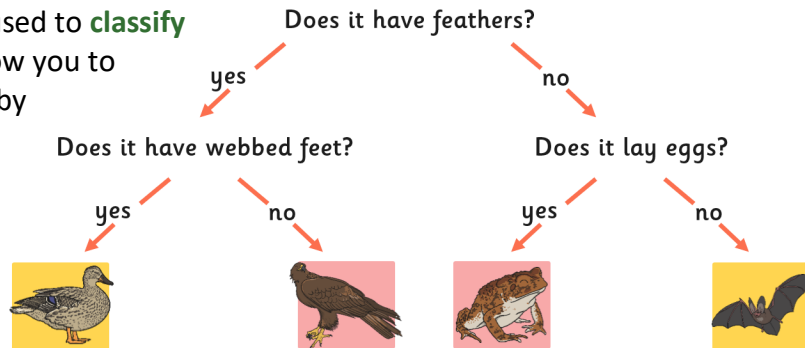 sed to classify
ow you to
by
Does it have feathers?
yes
no
Does it have webbed feet?
Does it lay eggs?
yes
no
yes
no